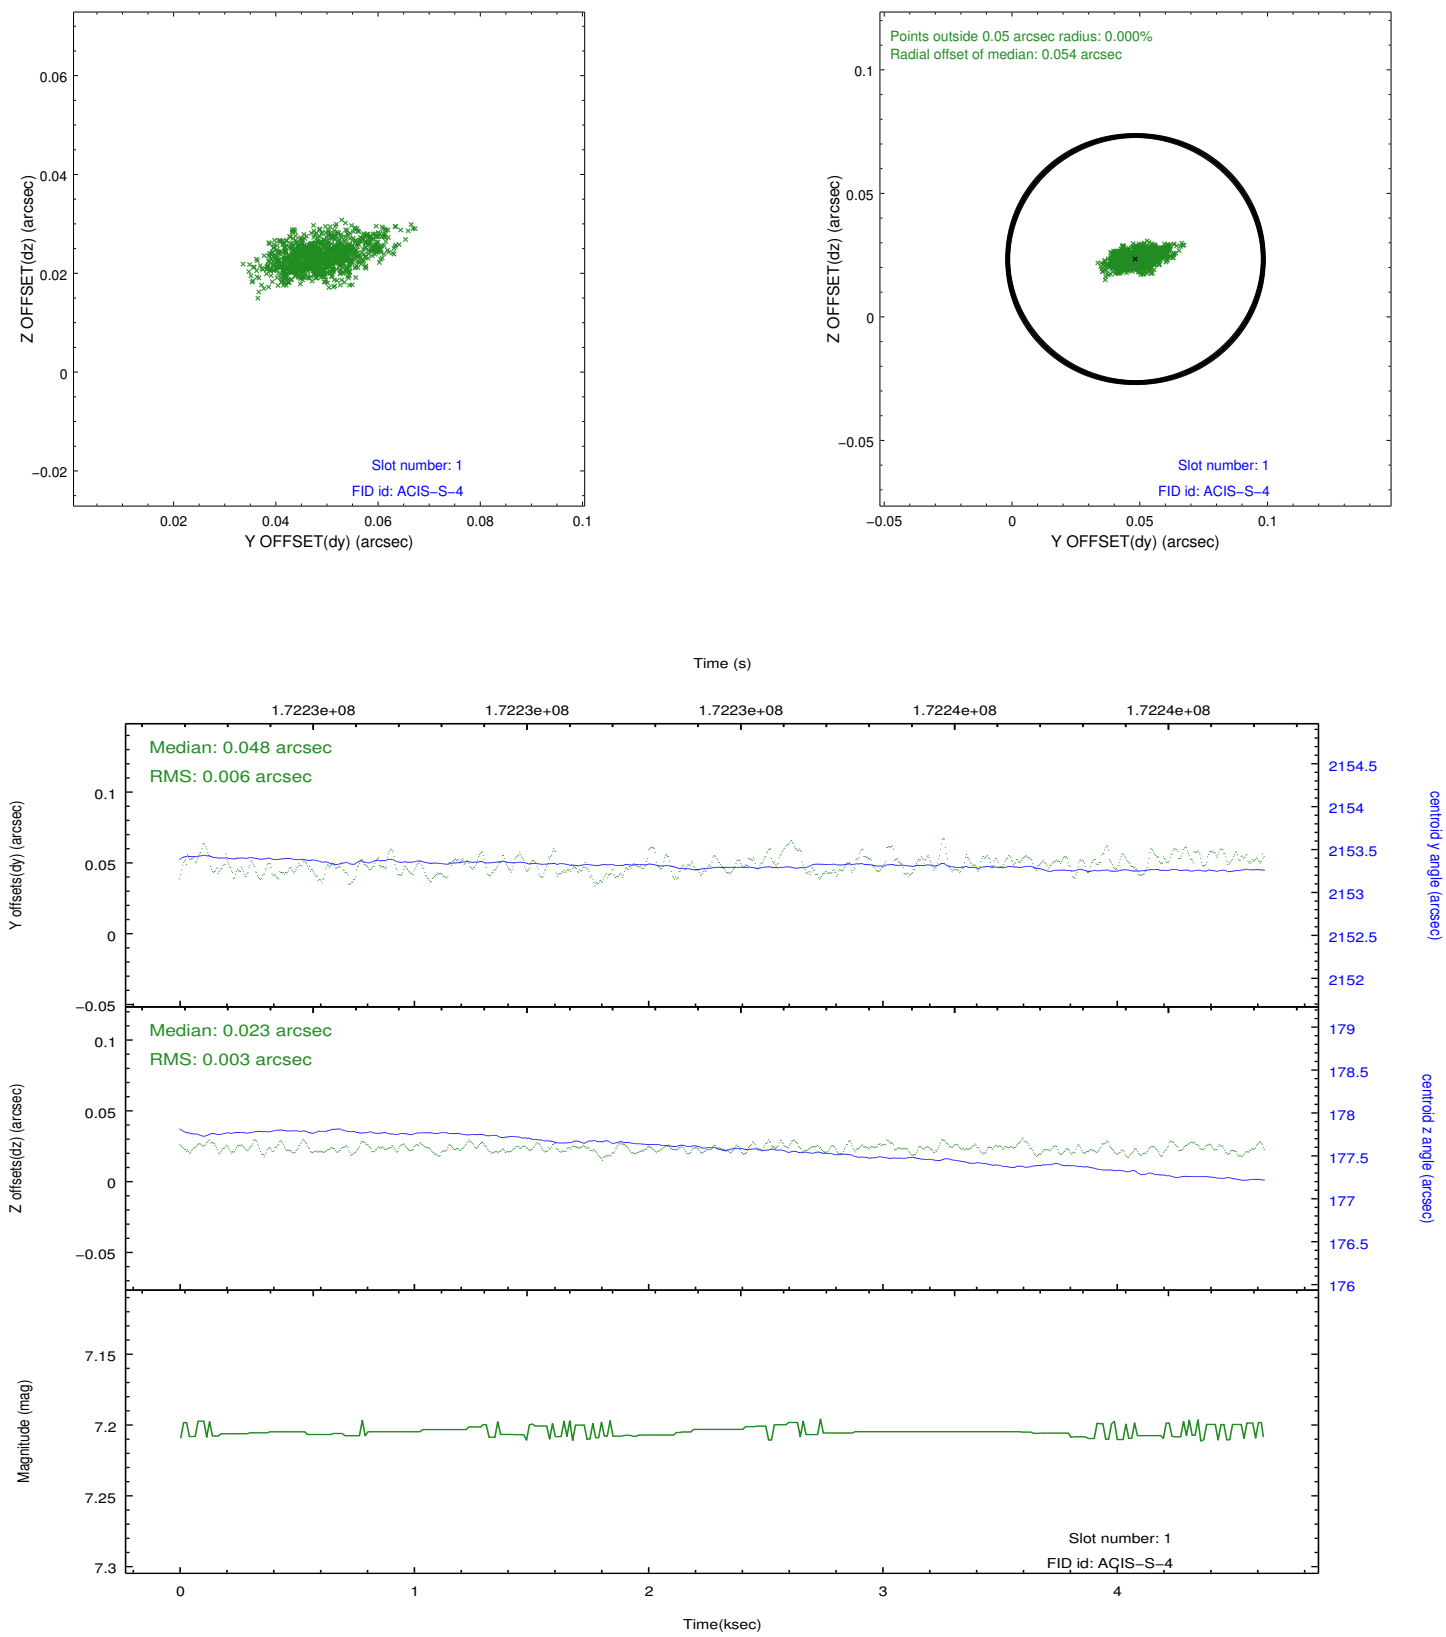 0.06
0.04
0.02
0
−0.02
Z OFFSET(dz) (arcsec)
Slot number: 1
FID id: ACIS−S−4
0.02 0.04 0.06 0.08 0.1
Y OFFSET(dy) (arcsec)
Points outside 0.05 arcsec radius: 0.000%
Radial offset of median: 0.054 arcsec
0.1
0.05
0
−0.05
Z OFFSET(dz) (arcsec)
Slot number: 1
FID id: ACIS−S−4
−0.05 0 0.05 0.1
Y OFFSET(dy) (arcsec)
Time (s)
1.7223e+08 1.7223e+08 1.7223e+08 1.7224e+08 1.7224e+08
Median: 0.048 arcsec
RMS: 0.006 arcsec
0.1
0.05
0
−0.05
Y offsets(dy) (arcsec)
2154.5
2154
2153.5
2153
2152.5
2152
centroid y angle (arcsec)
Median: 0.023 arcsec
RMS: 0.003 arcsec
0.1
0.05
0
−0.05
Z offsets(dz) (arcsec)
179
178.5
178
177.5
177
176.5
176
centroid z angle (arcsec)
7.15
7.2
7.25
7.3
Magnitude (mag)
Slot number: 1
FID id: ACIS−S−4
0 1 2 3 4
Time(ksec)